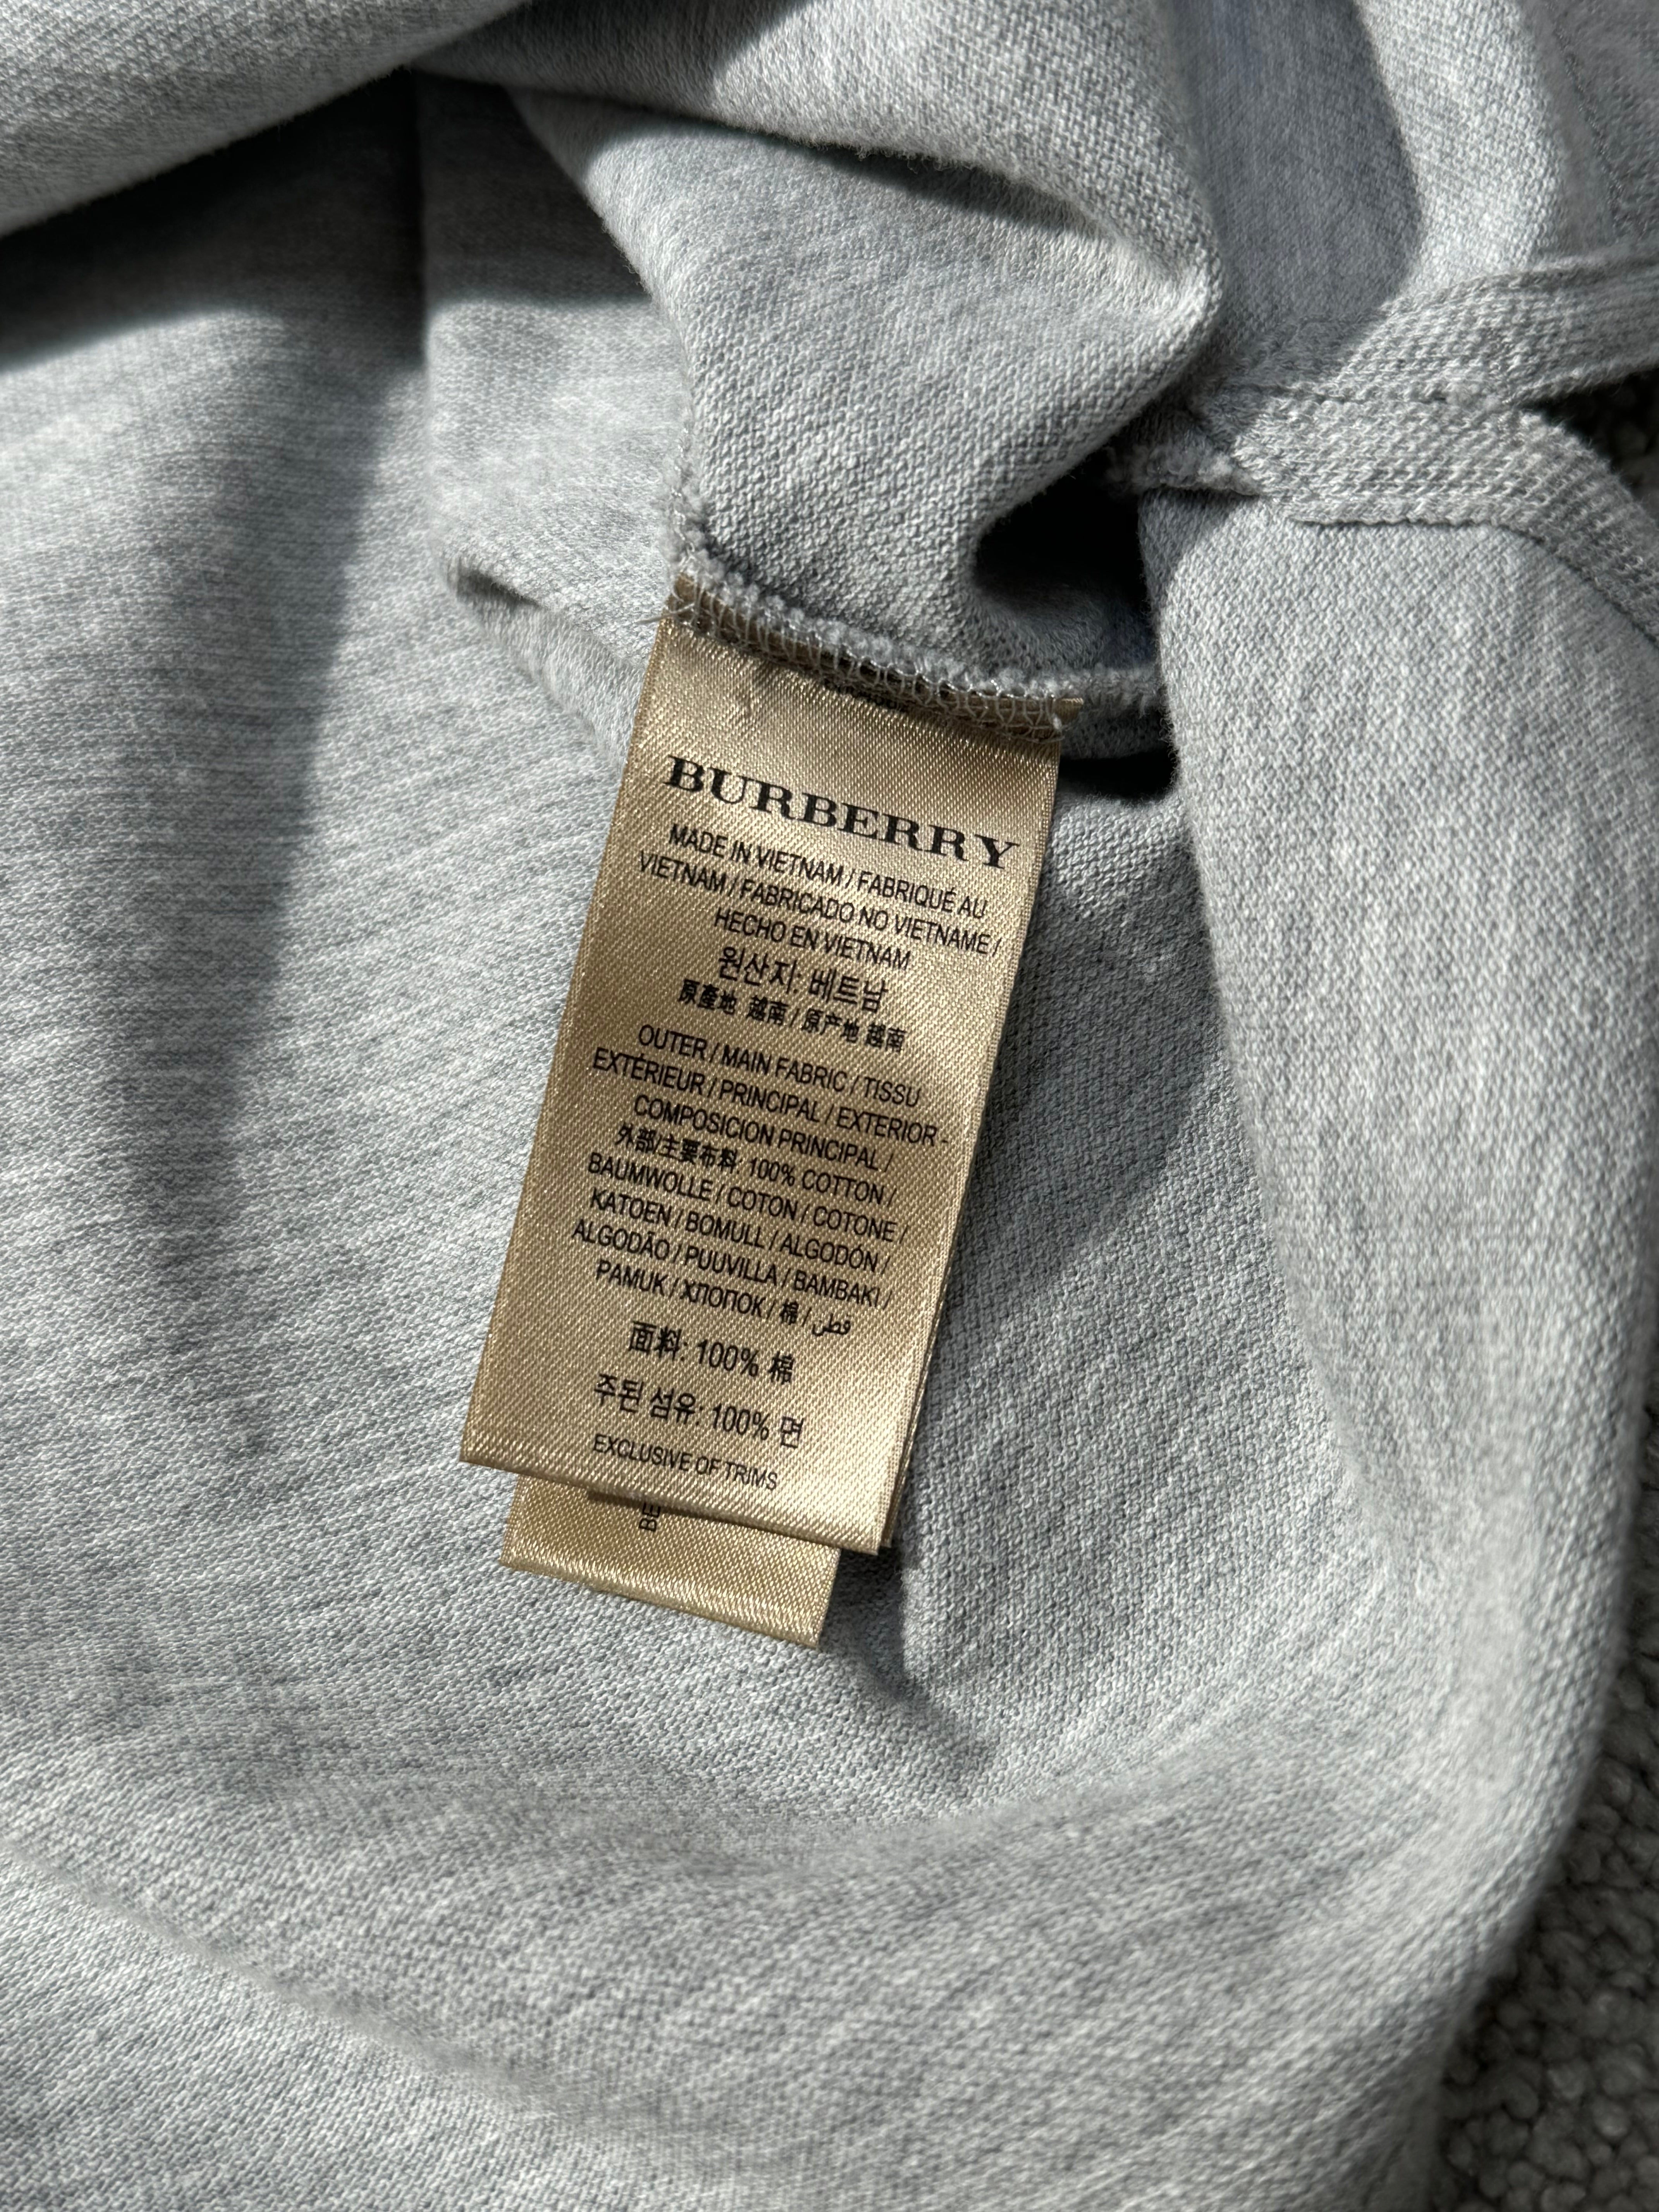 BURBERRY
MADE IN VIETNAM / FABRIQUÉ AU
VIETNAM / FABRICADO NO VIETNAME /
HECHO EN VIETNAM
원산지: 베트남
原產地 越南 / 原产地 越南
OUTER / MAIN FABRIC / TISSU
EXTÉRIEUR / PRINCIPAL / EXTERIOR -
COMPOSICION PRINCIPAL /
外部/主要布料: 100% COTTON /
BAUMWOLLE / COTON / COTONE /
KATOEN / BOMULL / ALGODÓN /
ALGODÃO / PUUVILLA / BAMBAKI /
PAMUK / ХЛОПОК / 棉 / قطن
面料: 100% 棉
주된 섬유: 100% 면
EXCLUSIVE OF TRIMS